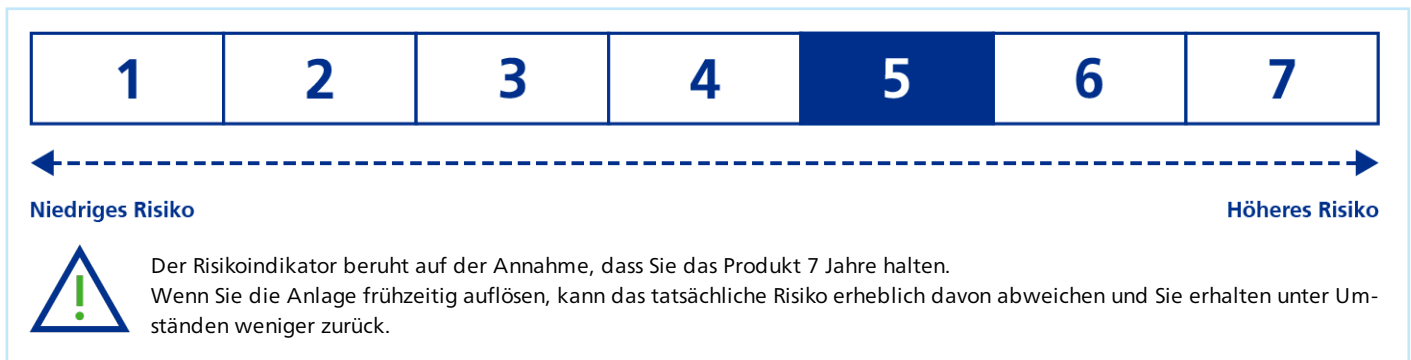 1 2 3 4 5 6 7
Niedriges Risiko Höheres Risiko
Der Risikoindikator beruht auf der Annahme, dass Sie das Produkt 7 Jahre halten.
Wenn Sie die Anlage frühzeitig auflösen, kann das tatsächliche Risiko erheblich davon abweichen und Sie erhalten unter Um-
ständen weniger zurück.